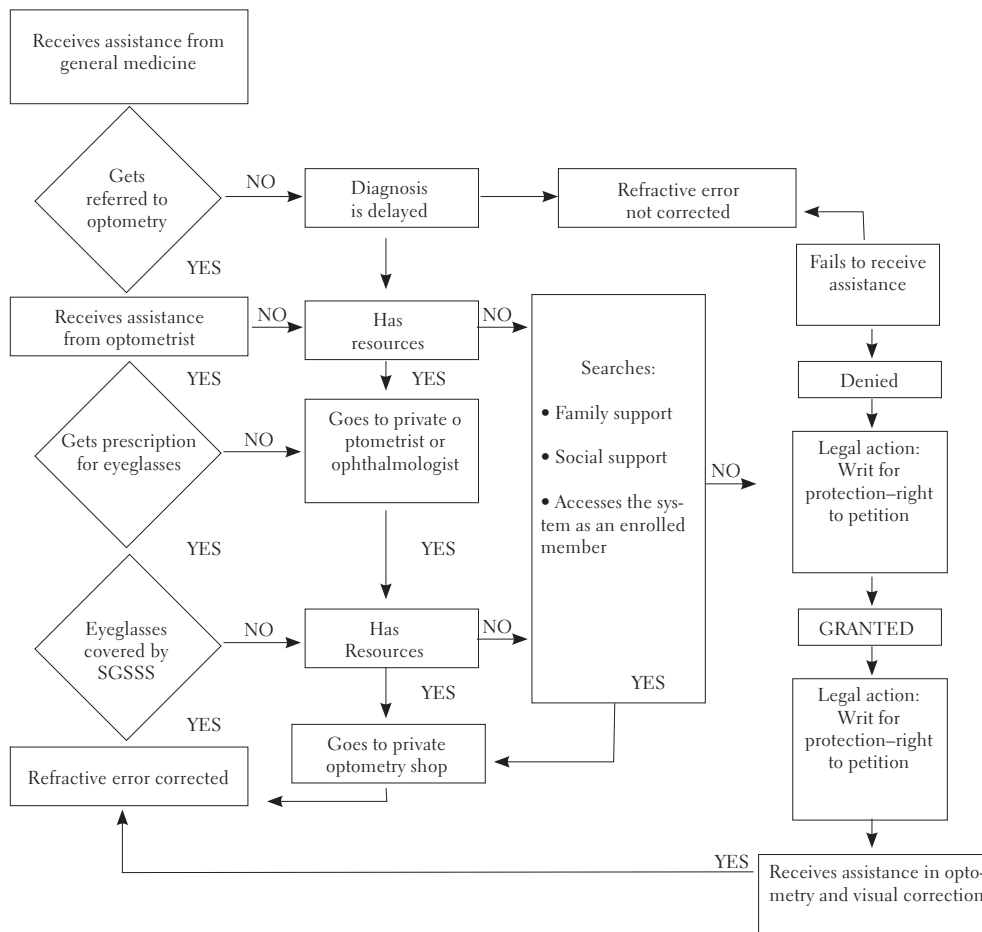 Receives assistance from
general medicine
Gets
referred to
optometry
NO
Diagnosis
is delayed
Refractive error
not corrected
YES
Fails to receive
assistance
Receives assistance
from optometrist
NO
Has
resources
NO
Searches:
• Family support
• Social support
• Accesses the sys-
tem as an enrolled
member
YES
YES
Denied
Gets prescription
for eyeglasses
NO
Goes to private o
ptometrist or
ophthalmologist
NO
Legal action:
Writ for
protection–right
to petition
YES
YES
Eyeglasses
covered by
SGSSS
NO
Has
Resources
NO
GRANTED
YES
YES
YES
Legal action:
Writ for
protection–right
to petition
Goes to private
optometry shop
Refractive error corrected
YES
Receives assistance in opto-
metry and visual correction